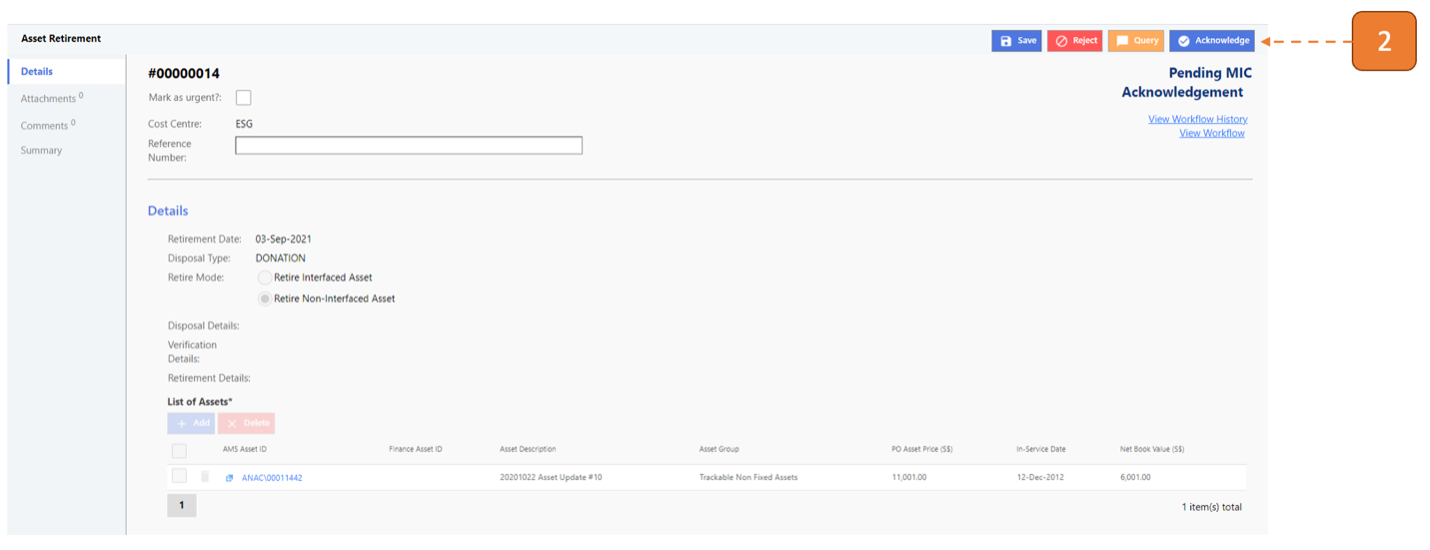 Asset Retirement
Save Reject Query Acknowledge
2
Details
Attachments 0
Comments 0
Summary
#00000014
Pending MIC
Acknowledgement
Mark as urgent?:
View Workflow History
View Workflow
Cost Centre: ESG
Reference
Number:
Details
Retirement Date: 03-Sep-2021
Disposal Type: DONATION
Retire Mode: Retire Interfaced Asset
Retire Non-Interfaced Asset
Disposal Details:
Verification
Details:
Retirement Details:
List of Assets*
+ Add × Delete
AMS Asset ID Finance Asset ID Asset Description Asset Group PO Asset Price (S$) In-Service Date Net Book Value (S$)
ANAC\00011442 20201022 Asset Update #10 Trackable Non Fixed Assets 11,001.00 12-Dec-2012 6,001.00
1
1 item(s) total